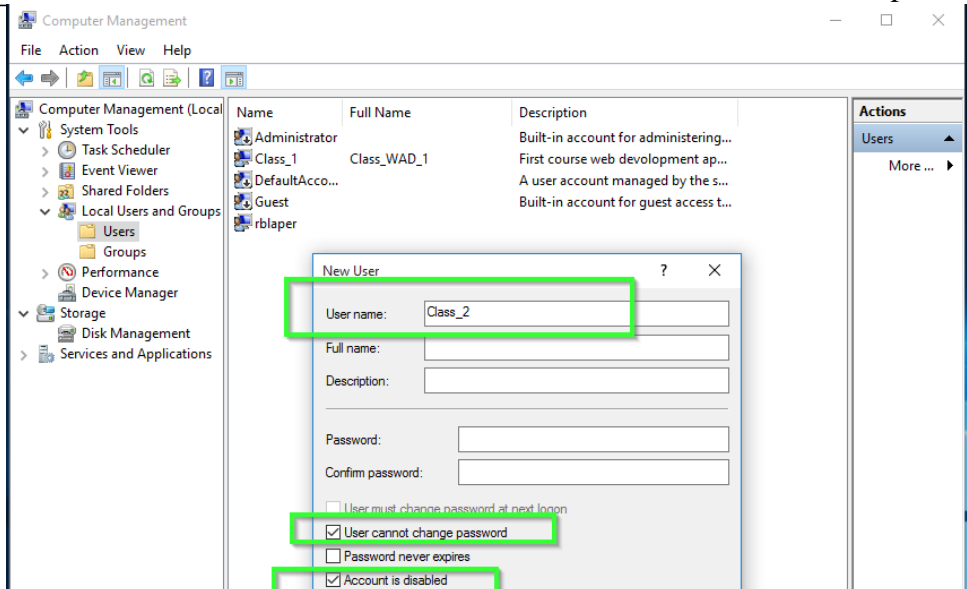 Computer Management
File Action View Help
Computer Management (Local
System Tools
Task Scheduler
Event Viewer
Shared Folders
Local Users and Groups
Users
Groups
Performance
Device Manager
Storage
Disk Management
Services and Applications
Name Full Name Description
Administrator Built-in account for administering...
Class_1 Class_WAD_1 First course web devolopment ap...
DefaultAcco... A user account managed by the s...
Guest Built-in account for guest access t...
rblaper
Actions
Users
More ...
New User ? ×
User name: Class_2
Full name:
Description:
Password:
Confirm password:
User must change password at next logon
User cannot change password
Password never expires
Account is disabled